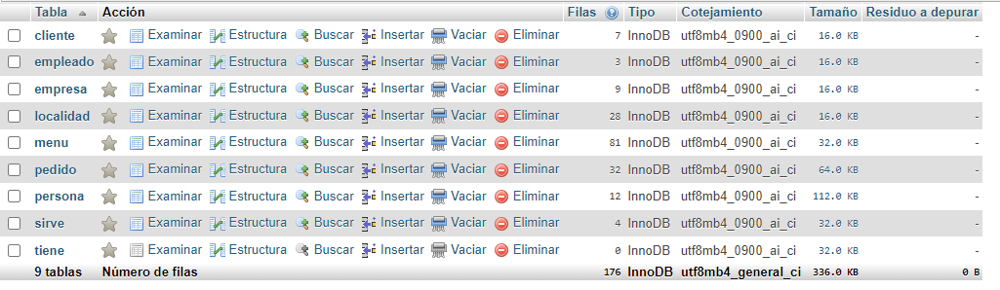 Tabla Acción Filas Tipo Cotejamiento Tamaño Residuo a depurar
cliente Examinar Estructura Buscar Insertar Vaciar Eliminar 7 InnoDB utf8mb4_0900_ai_ci 16.0 KB -
empleado Examinar Estructura Buscar Insertar Vaciar Eliminar 3 InnoDB utf8mb4_0900_ai_ci 16.0 KB -
empresa Examinar Estructura Buscar Insertar Vaciar Eliminar 9 InnoDB utf8mb4_0900_ai_ci 16.0 KB -
localidad Examinar Estructura Buscar Insertar Vaciar Eliminar 28 InnoDB utf8mb4_0900_ai_ci 16.0 KB -
menu Examinar Estructura Buscar Insertar Vaciar Eliminar 81 InnoDB utf8mb4_0900_ai_ci 32.0 KB -
pedido Examinar Estructura Buscar Insertar Vaciar Eliminar 32 InnoDB utf8mb4_0900_ai_ci 64.0 KB -
persona Examinar Estructura Buscar Insertar Vaciar Eliminar 12 InnoDB utf8mb4_0900_ai_ci 112.0 KB -
sirve Examinar Estructura Buscar Insertar Vaciar Eliminar 4 InnoDB utf8mb4_0900_ai_ci 32.0 KB -
tiene Examinar Estructura Buscar Insertar Vaciar Eliminar 0 InnoDB utf8mb4_0900_ai_ci 32.0 KB -
9 tablas Número de filas 176 InnoDB utf8mb4_general_ci 336.0 KB 0 B